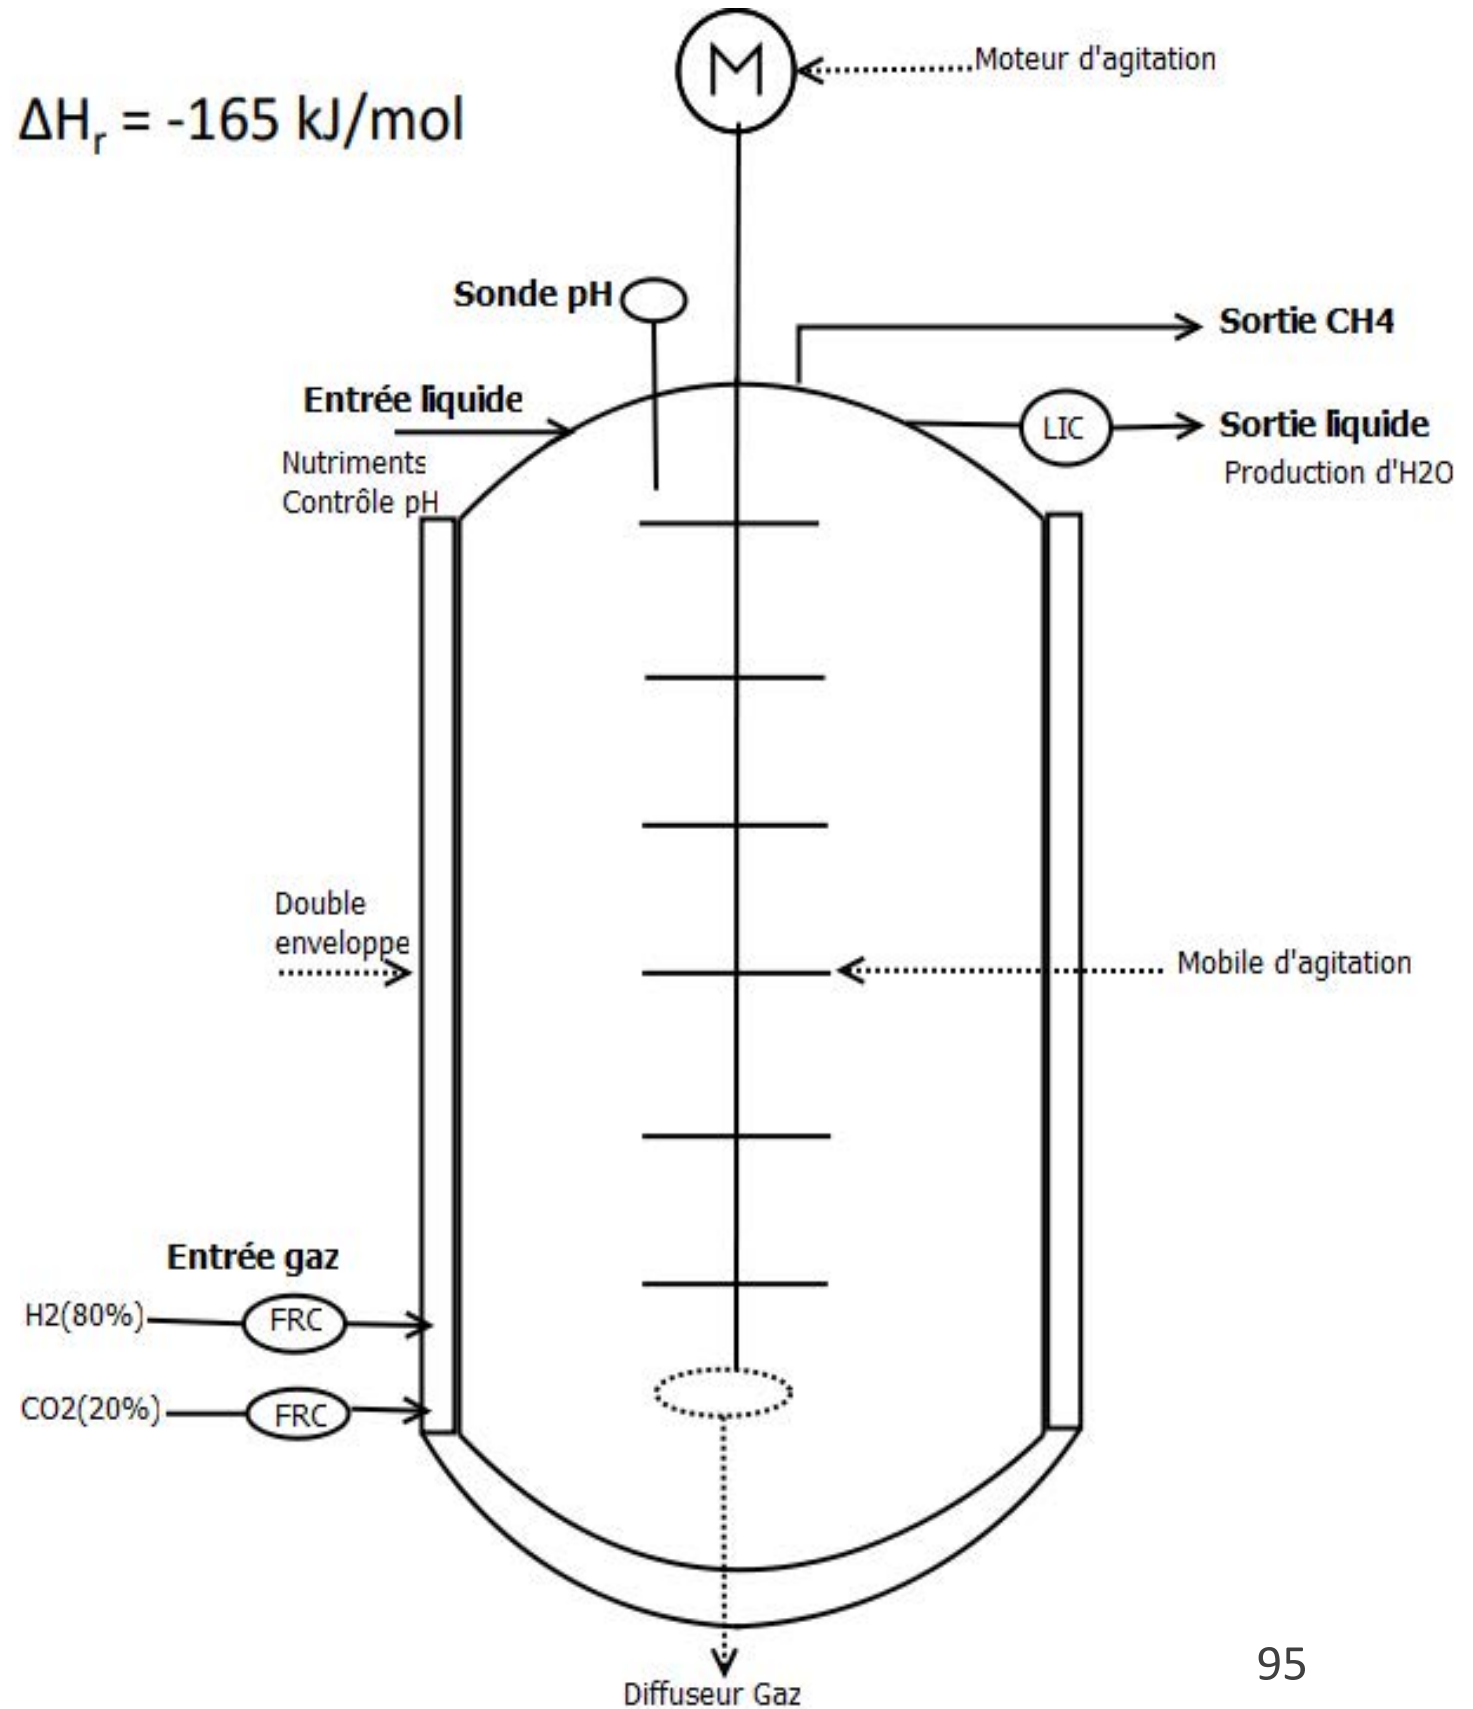 M
Moteur d'agitation
ΔHr = -165 kJ/mol
Sonde pH
Sortie CH4
Entrée liquide
Nutriments
Contrôle pH
LIC
Sortie liquide
Production d'H2O
Double
enveloppe
Mobile d'agitation
Entrée gaz
H2(80%)
FRC
CO2(20%)
FRC
95
Diffuseur Gaz